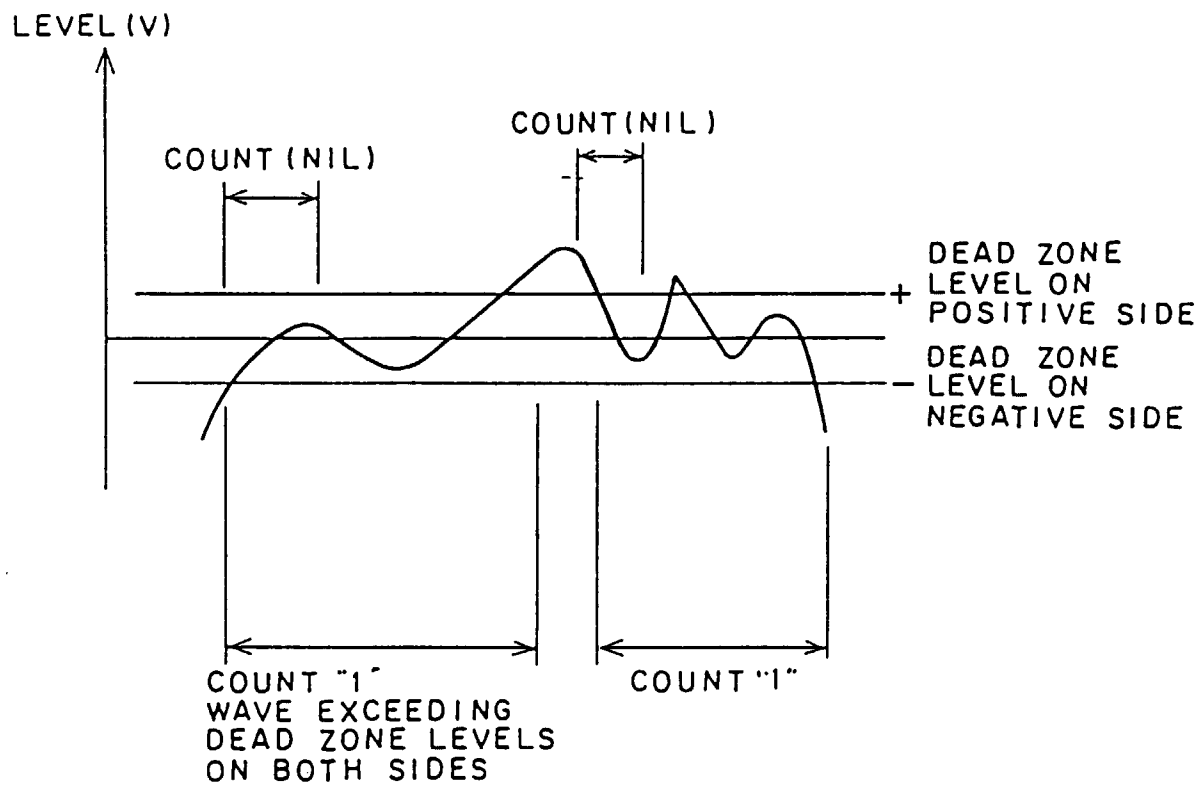 LEVEL (V)
COUNT (NIL)
COUNT (NIL)
DEAD ZONE
LEVEL ON
POSITIVE SIDE
+
DEAD ZONE
LEVEL ON
NEGATIVE SIDE
−
COUNT "1"
WAVE EXCEEDING
DEAD ZONE LEVELS
ON BOTH SIDES
COUNT "1"